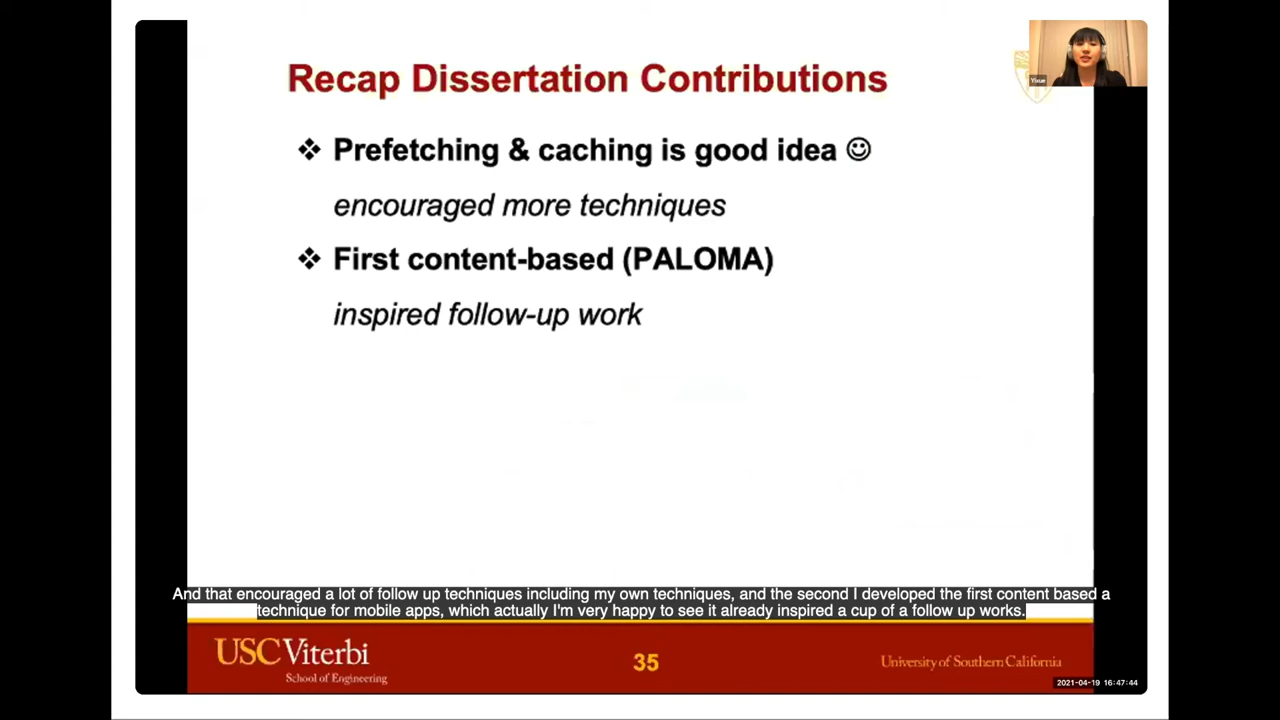 Recap Dissertation Contributions
Yixue
❖ Prefetching & caching is good idea ☺
encouraged more techniques
❖ First content-based (PALOMA)
inspired follow-up work
And that encouraged a lot of follow up techniques including my own techniques, and the second I developed the first content based a
technique for mobile apps, which actually I'm very happy to see it already inspired a cup of a follow up works.
USC Viterbi
School of Engineering
35
University of Southern California
2021-04-19 16:47:44